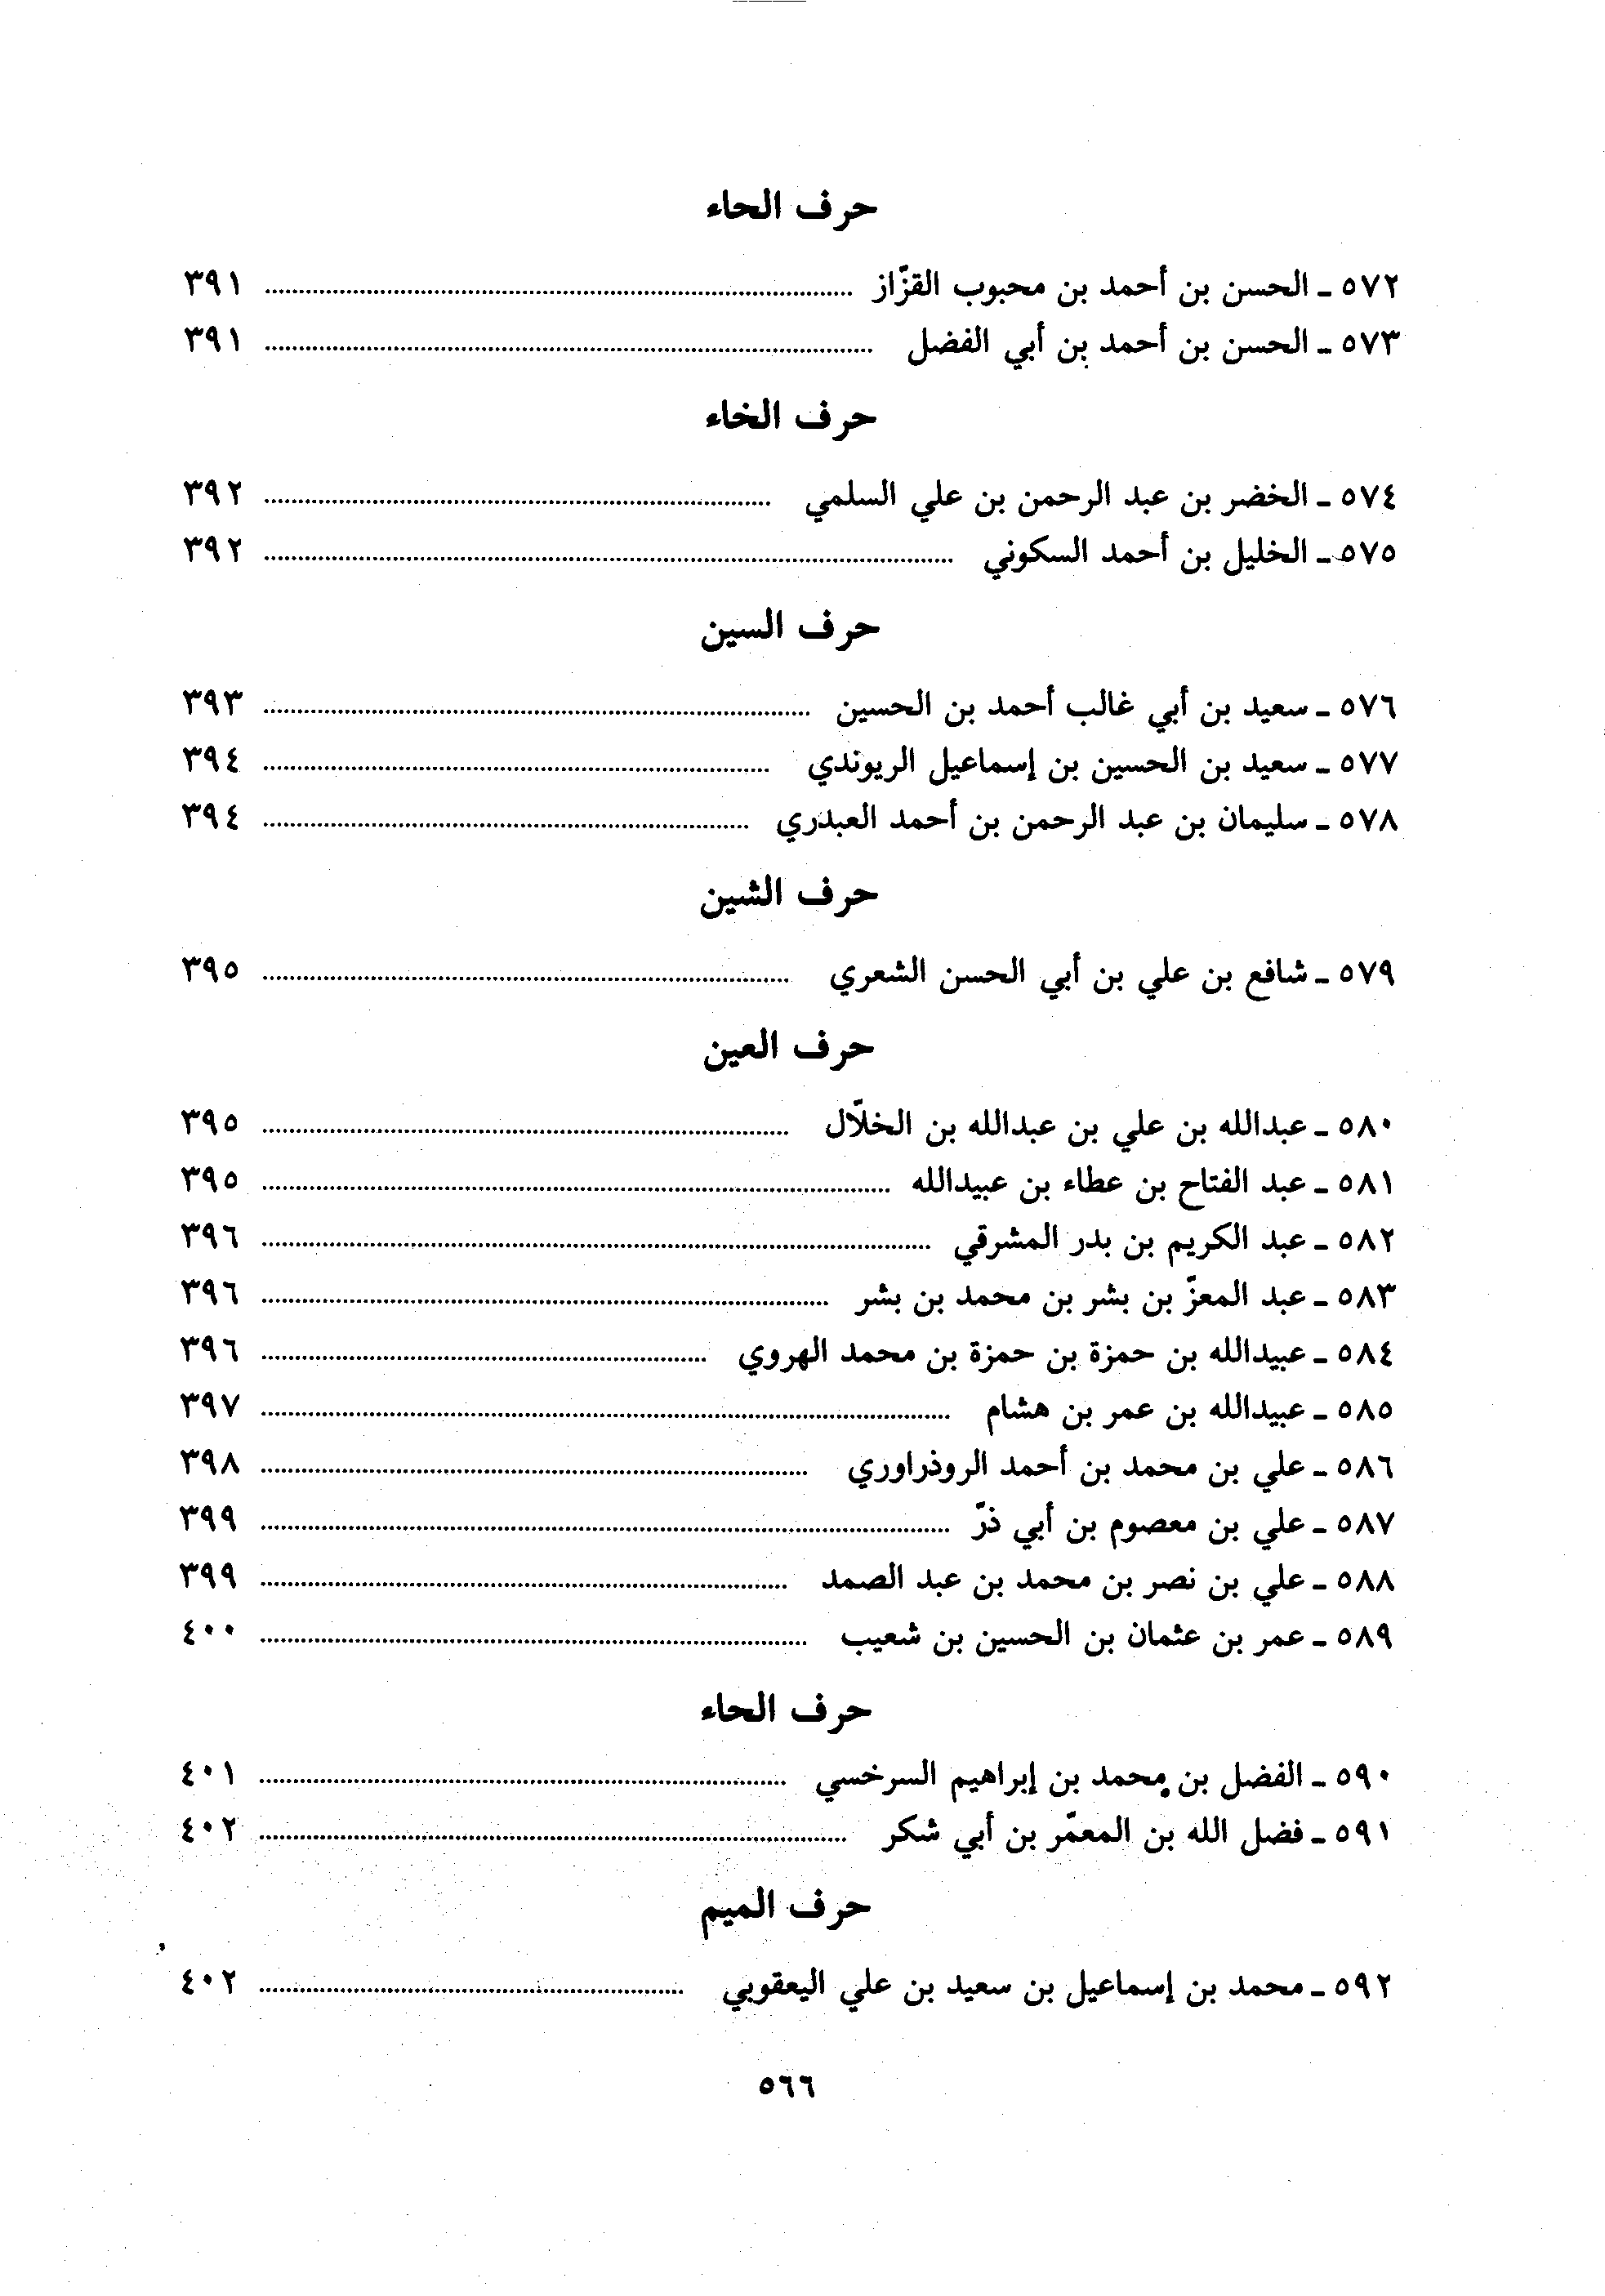 حرف الحاء
٥٧٢ ـ الحسن بن أحمد بن محبوب القزّاز ........ ٣٩١
٥٧٣ ـ الحسن بن أحمد بن أبي الفضل ........ ٣٩١
حرف الخاء
٥٧٤ ـ الخضر بن عبد الرحمن بن علي السلمي ........ ٣٩٢
٥٧٥ ـ الخليل بن أحمد السكوني ........ ٣٩٢
حرف السين
٥٧٦ ـ سعيد بن أبي غالب أحمد بن الحسين ........ ٣٩٣
٥٧٧ ـ سعيد بن الحسين بن إسماعيل الريوندي ........ ٣٩٤
٥٧٨ ـ سليمان بن عبد الرحمن بن أحمد العبدري ........ ٣٩٤
حرف الشين
٥٧٩ ـ شافع بن علي بن أبي الحسن الشعري ........ ٣٩٥
حرف العين
٥٨٠ ـ عبدالله بن علي بن عبدالله بن الخلّال ........ ٣٩٥
٥٨١ ـ عبد الفتاح بن عطاء بن عبيدالله ........ ٣٩٥
٥٨٢ ـ عبد الكريم بن بدر المشرقي ........ ٣٩٦
٥٨٣ ـ عبد المعزّ بن بشر بن محمد بن بشر ........ ٣٩٦
٥٨٤ ـ عبيدالله بن حمزة بن حمزة بن محمد الهروي ........ ٣٩٦
٥٨٥ ـ عبيدالله بن عمر بن هشام ........ ٣٩٧
٥٨٦ ـ علي بن محمد بن أحمد الروذراوري ........ ٣٩٨
٥٨٧ ـ علي بن معصوم بن أبي ذرّ ........ ٣٩٩
٥٨٨ ـ علي بن نصر بن محمد بن عبد الصمد ........ ٣٩٩
٥٨٩ ـ عمر بن عثمان بن الحسين بن شعيب ........ ٤٠٠
حرف الحاء
٥٩٠ ـ الفضل بن محمد بن إبراهيم السرخسي ........ ٤٠١
٥٩١ ـ فضل الله بن المعمّر بن أبي شكر ........ ٤٠٢
حرف الميم
٥٩٢ ـ محمد بن إسماعيل بن سعيد بن علي اليعقوبي ........ ٤٠٢
٥٦٦